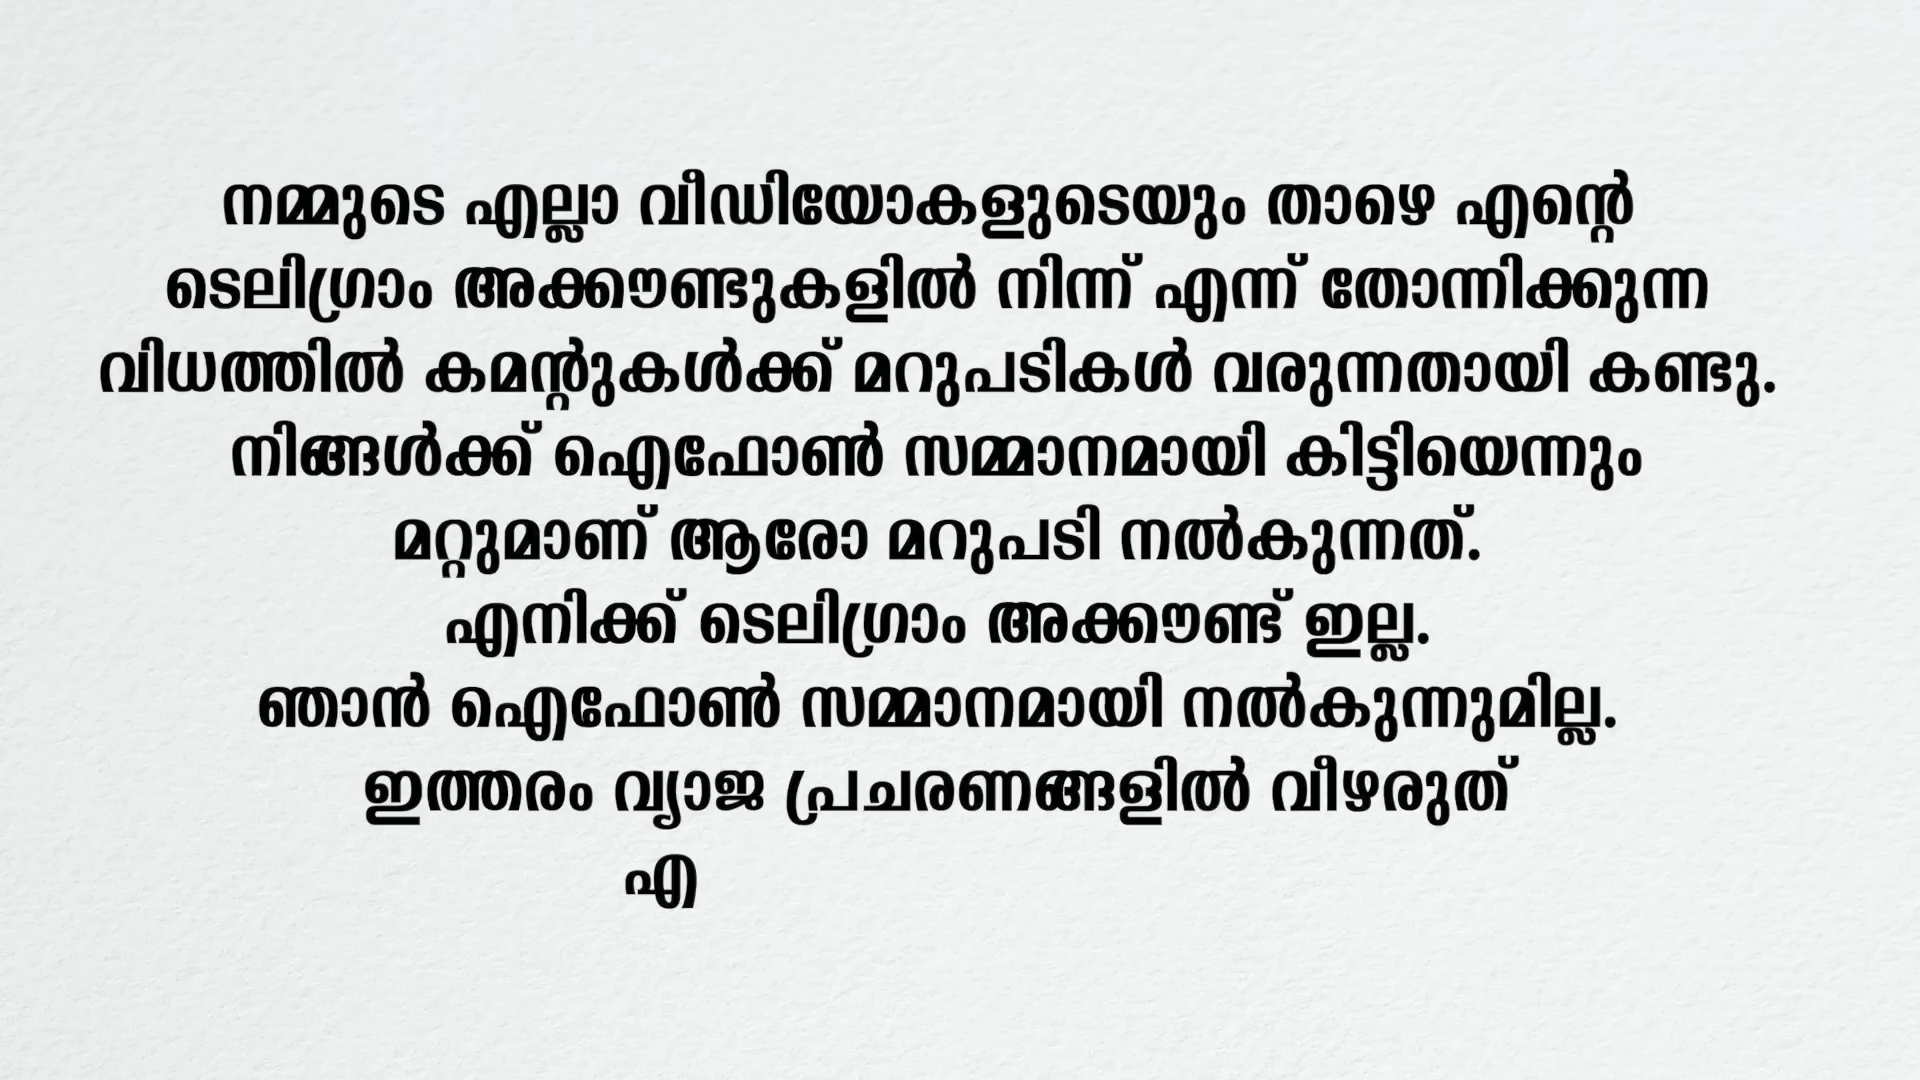 നമ്മുടെ എല്ലാ വീഡിയോകളുടെയും താഴെ എന്റെ
ടെലിഗ്രാം അക്കൗണ്ടുകളിൽ നിന്ന് എന്ന് തോന്നിക്കുന്ന
വിധത്തിൽ കമന്റുകൾക്ക് മറുപടികൾ വരുന്നതായി കണ്ടു.
നിങ്ങൾക്ക് ഐഫോൺ സമ്മാനമായി കിട്ടിയെന്നും
മറ്റുമാണ് ആരോ മറുപടി നൽകുന്നത്.
എനിക്ക് ടെലിഗ്രാം അക്കൗണ്ട് ഇല്ല.
ഞാൻ ഐഫോൺ സമ്മാനമായി നൽകുന്നുമില്ല.
ഇത്തരം വ്യാജ പ്രചരണങ്ങളിൽ വീഴരുത്
എ